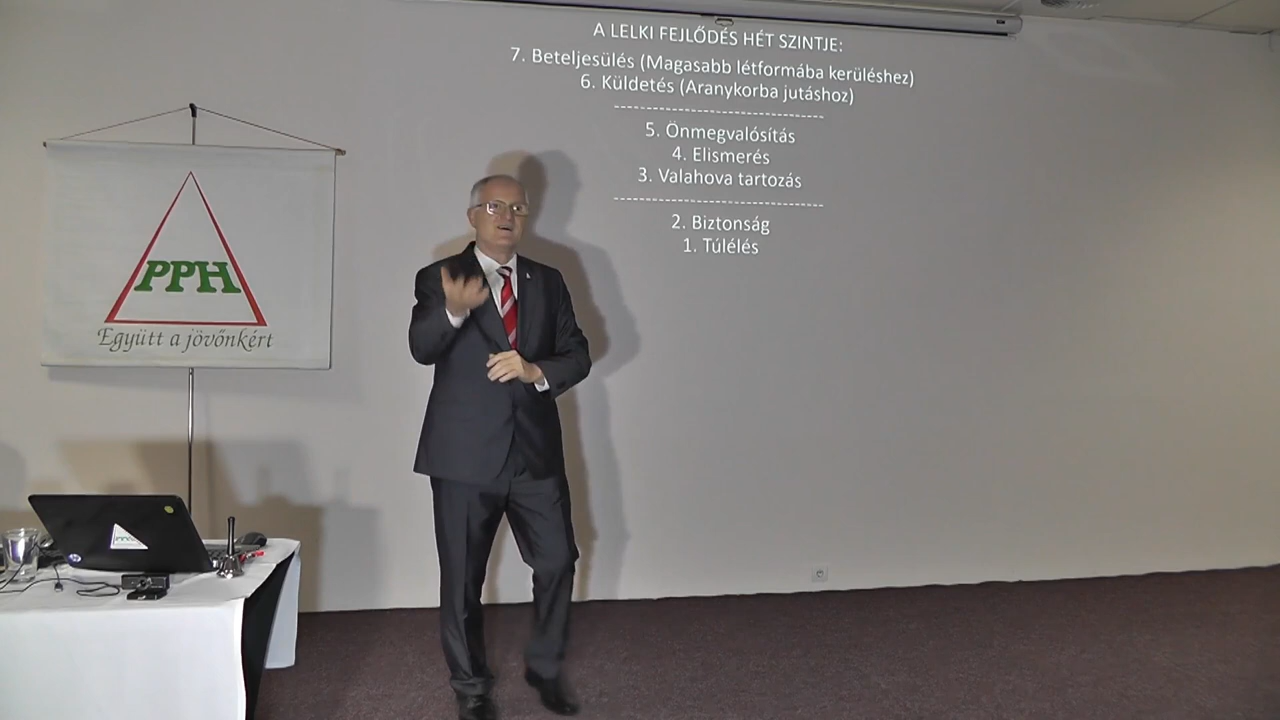 A LELKI FEJLŐDÉS HÉT SZINTJE:
7. Beteljesülés (Magasabb létformába kerüléshez)
6. Küldetés (Aranykorba jutáshoz)
---------------------------------
5. Önmegvalósítás
4. Elismerés
3. Valahova tartozás
---------------------------------
2. Biztonság
1. Túlélés
PPH
Együtt a jövőnkért